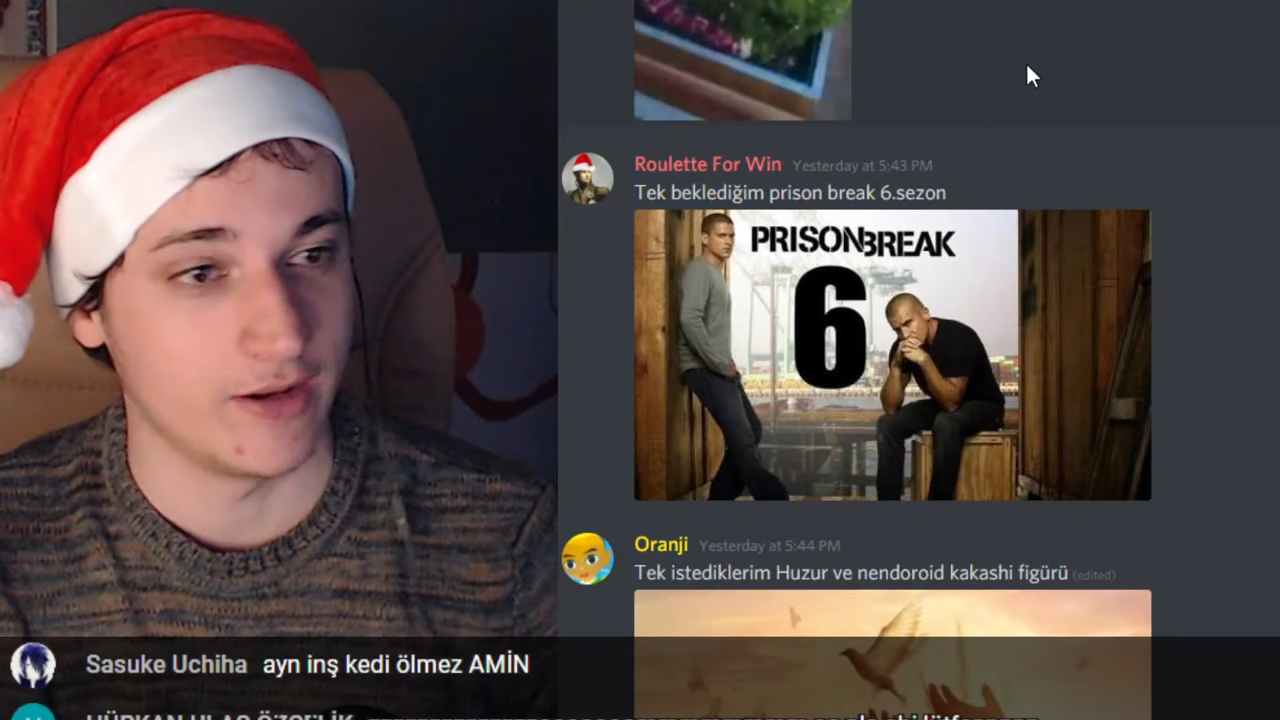 Roulette For Win Yesterday at 5:43 PM
Tek beklediğim prison break 6.sezon
PRISON BREAK
6
Oranji Yesterday at 5:44 PM
Tek istediklerim Huzur ve nendoroid kakashi figürü (edited)
Sasuke Uchiha ayn inş kedi ölmez AMİN